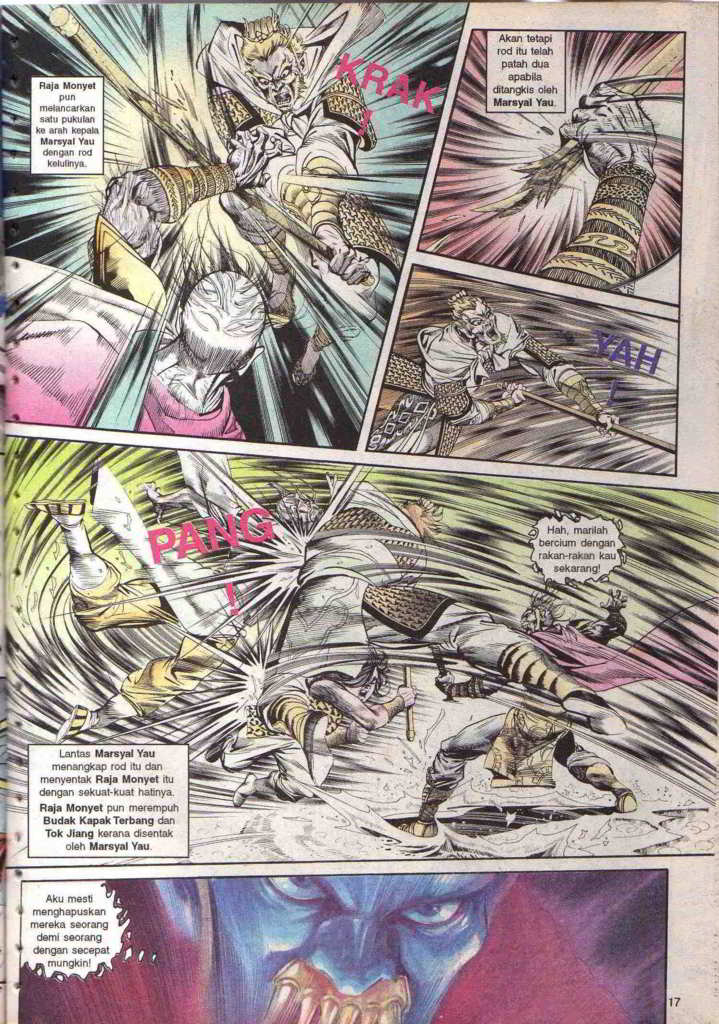 Raja Monyet
pun
melancarkan
satu pukulan
ke arah kepala
Marsyal Yau
dengan rod
kelulinya.
KRAK
!
Akan tetapi
rod itu telah
patah dua
apabila
ditangkis oleh
Marsyal Yau.
YAH
!
PANG
!
Hah, marilah
bercium dengan
rakan-rakan kau
sekarang!
Lantas Marsyal Yau
menangkap rod itu dan
menyentak Raja Monyet itu
dengan sekuat-kuat hatinya.
Raja Monyet pun merempuh
Budak Kapak Terbang dan
Tok Jiang kerana disentak
oleh Marsyal Yau.
Aku mesti
menghapuskan
mereka seorang
demi seorang
dengan secepat
mungkin!
17